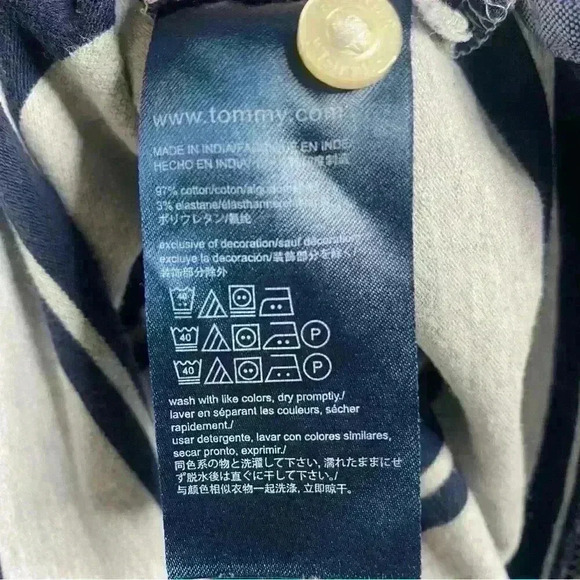 www.tommy.com
MADE IN INDIA/ EN INDE
HECHO EN INDIA/
97% cotton/coton/
3% elastane/
ポリウレタン/氨纶
exclusive of decoration/sauf décoration/
excluye la decoración/装飾部分を除く/
装饰部分除外
40
40 P
40 P
wash with like colors, dry promptly./
laver en séparant les couleurs, sécher
rapidement./
usar detergente, lavar con colores similares,
secar pronto, exprimir./
同色系の物と洗濯して下さい, 濡れたままにせ
ず脱水後は直ぐに干して下さい./
与颜色相似衣物一起洗涤, 立即晾干.